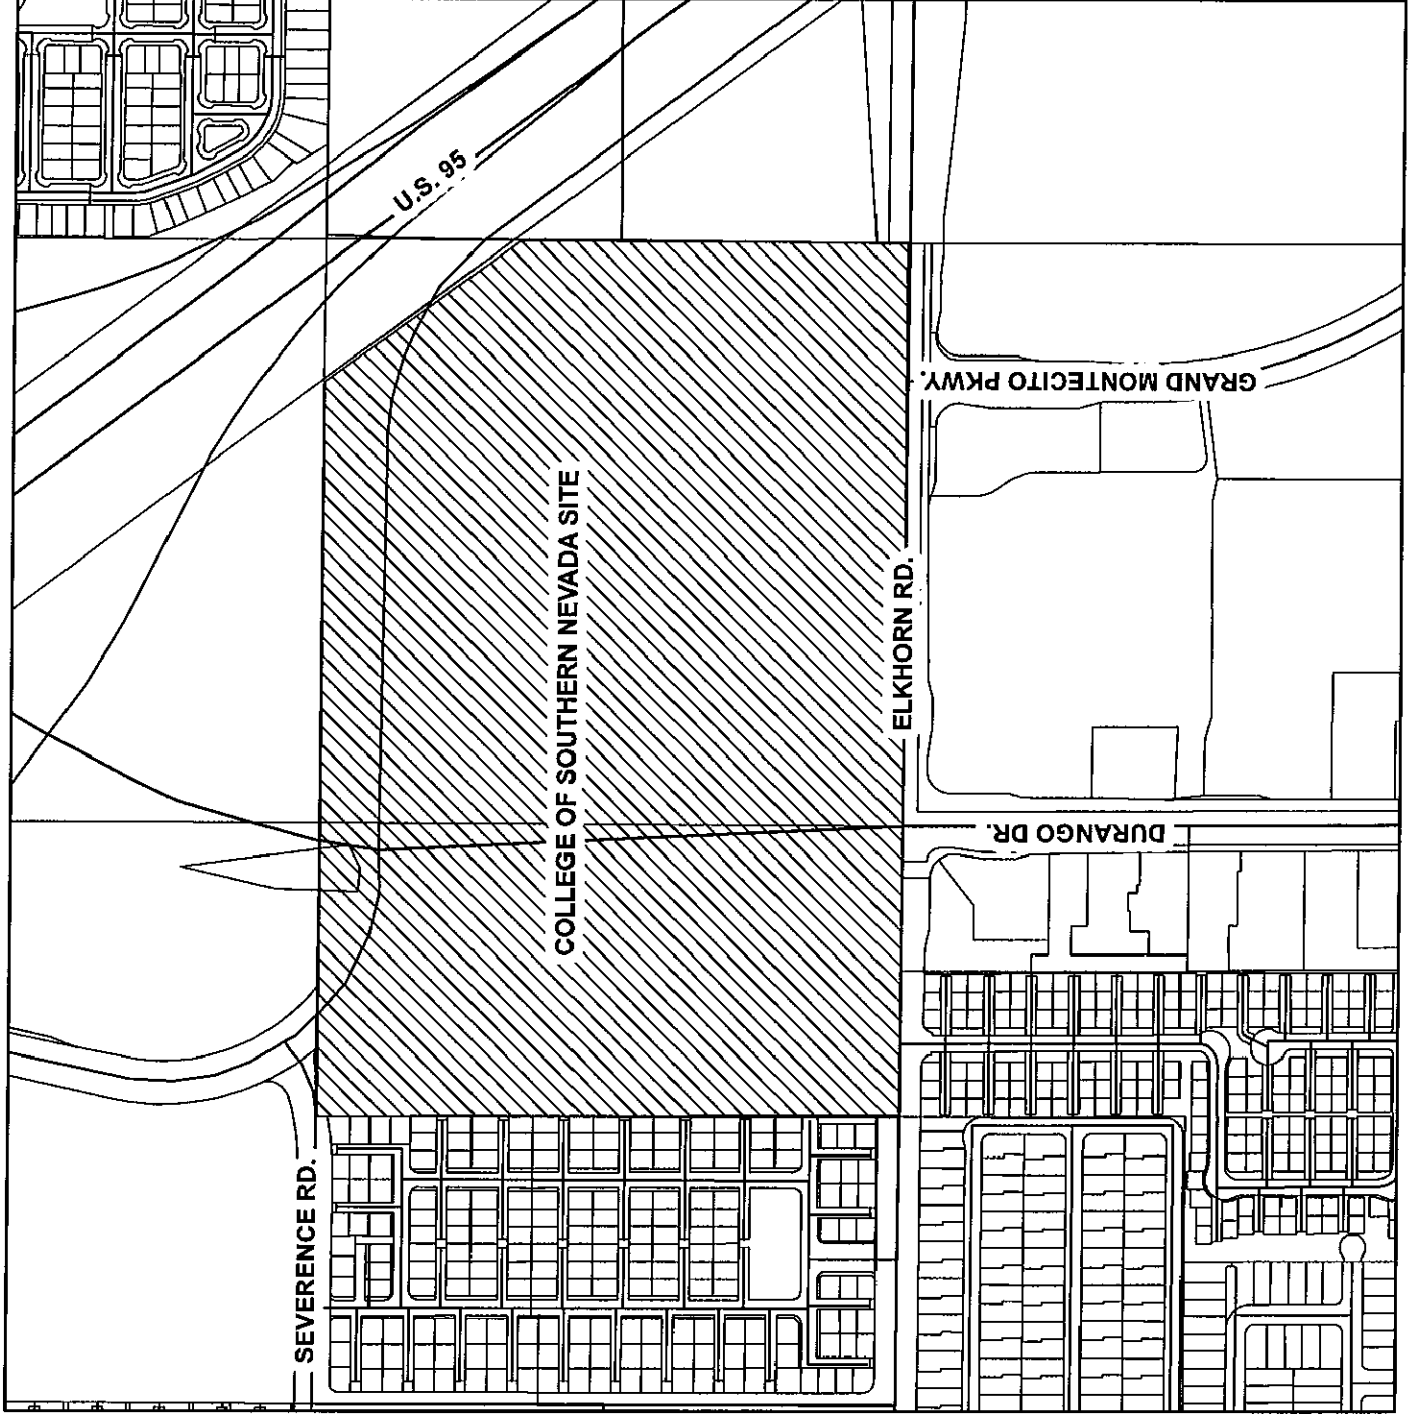 U.S. 95
COLLEGE OF SOUTHERN NEVADA SITE
GRAND MONTECITO PKWY.
ELKHORN RD.
DURANGO DR.
SEVERENCE RD.